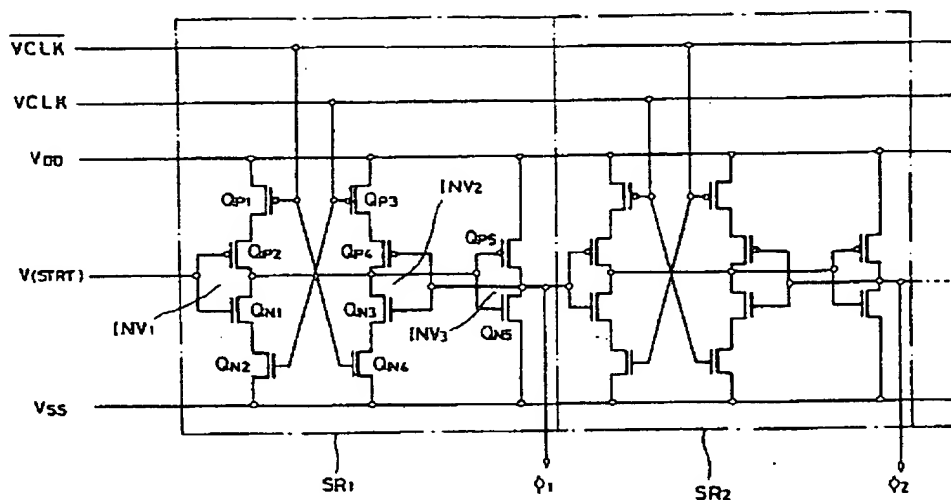 V̅C̅L̅K̅
VCLK
VDD
INV2
QP1
QP3
QP5
QP2
QP4
V(STRT)
QN1
QN3
INV1
INV3
QN5
QN2
QN4
VSS
SR1
φ1
SR2
φ2